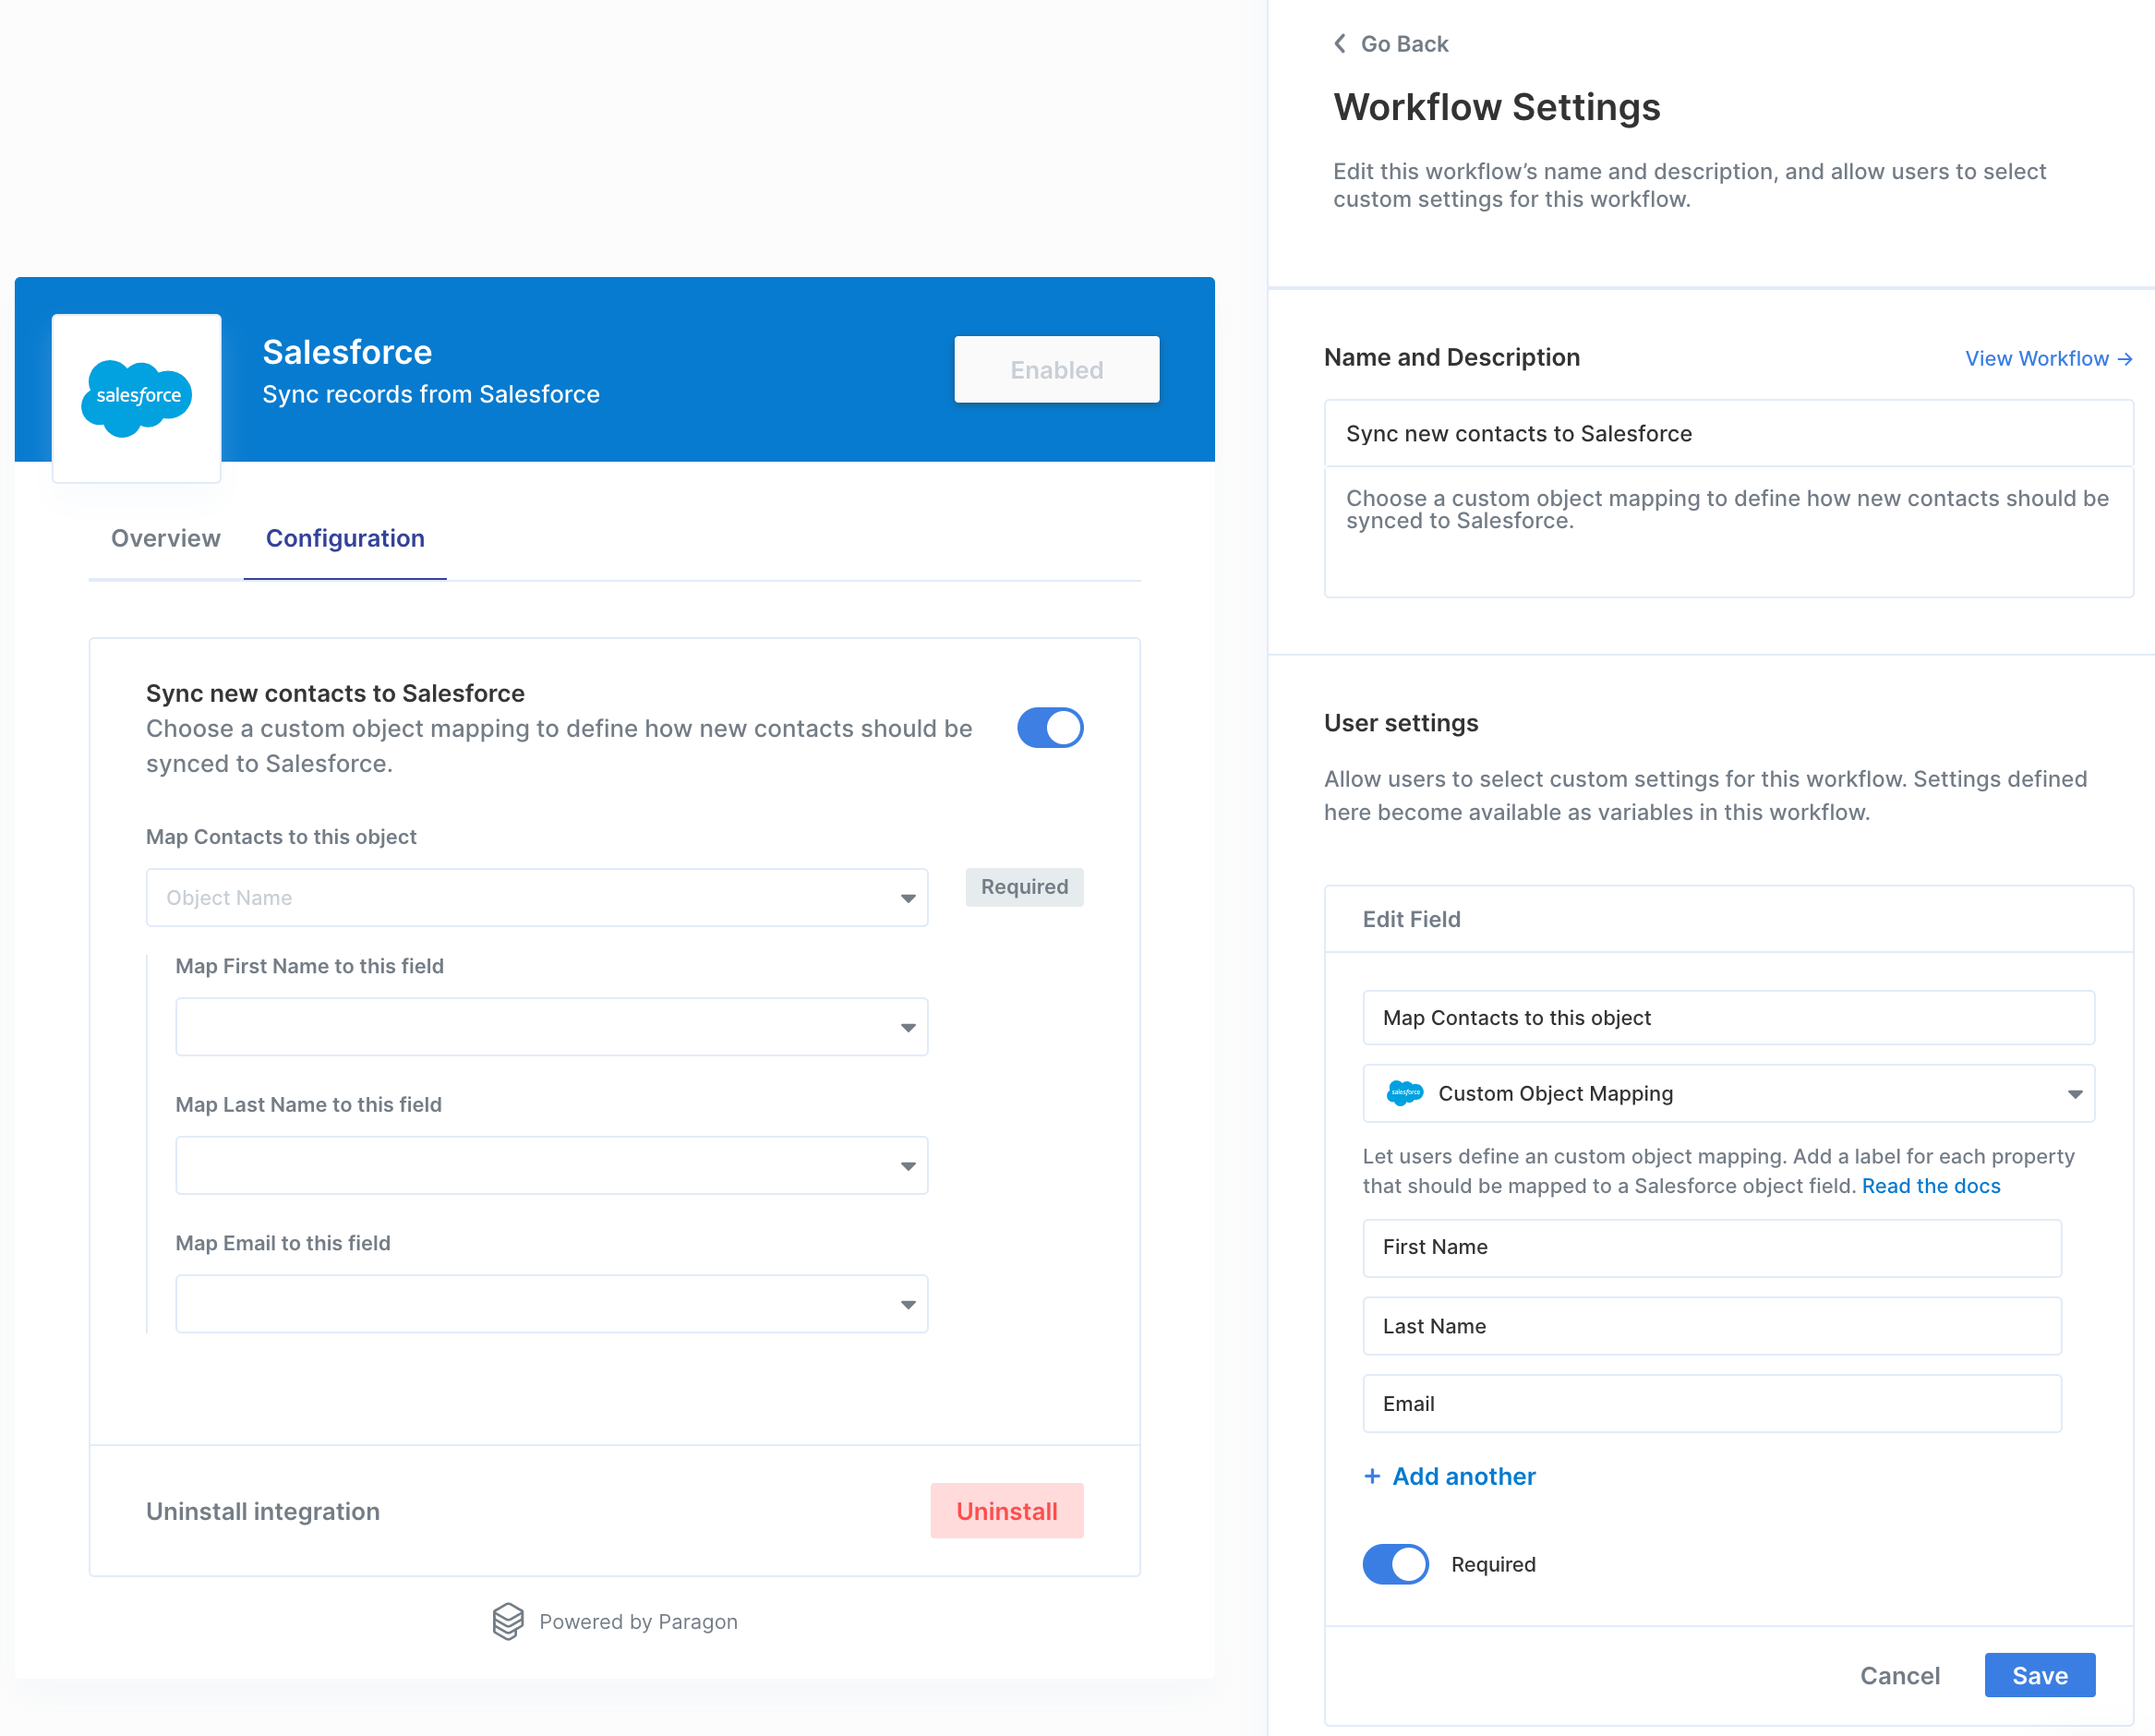 salesforce
Salesforce
Sync records from Salesforce
Enabled
Overview
Configuration
Sync new contacts to Salesforce
Choose a custom object mapping to define how new contacts should be
synced to Salesforce.
Map Contacts to this object
Object Name
Required
Map First Name to this field
Map Last Name to this field
Map Email to this field
Uninstall integration
Uninstall
Powered by Paragon
Go Back
Workflow Settings
Edit this workflow’s name and description, and allow users to select
custom settings for this workflow.
Name and Description
View Workflow →
Sync new contacts to Salesforce
Choose a custom object mapping to define how new contacts should be
synced to Salesforce.
User settings
Allow users to select custom settings for this workflow. Settings defined
here become available as variables in this workflow.
Edit Field
Map Contacts to this object
salesforce
Custom Object Mapping
Let users define an custom object mapping. Add a label for each property
that should be mapped to a Salesforce object field. Read the docs
First Name
Last Name
Email
+ Add another
Required
Cancel
Save